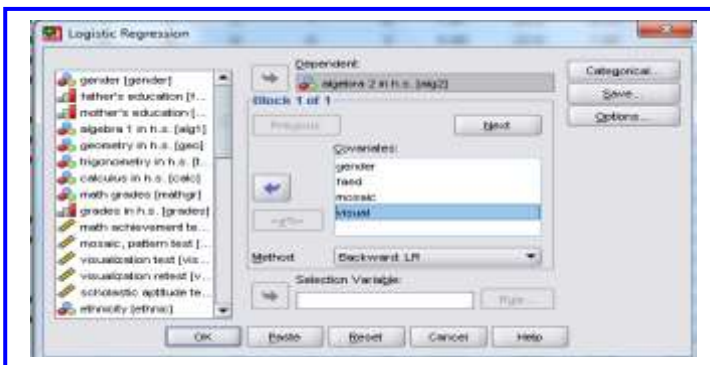 Logistic Regression
gender [gender]
father's education [f...
mother's education [...
algebra 1 in h.s. [alg1]
geometry in h.s. [geo]
trigonometry in h.s. [t...
calculus in h.s. [calc]
math grades [mathgr]
grades in h.s. [grades]
math achievement te...
mosaic, pattern test [...
visualization test [vis...
visualization retest [v...
scholastic aptitude te...
ethnicity [ethnic]
Dependent:
algebra 2 in h.s. [alg2]
Block 1 of 1
Previous
Next
Covariates:
gender
faed
mosaic
visual
>a*b>
Method:
Backward: LR
Selection Variable:
Rule...
Categorical...
Save...
Options...
OK
Paste
Reset
Cancel
Help